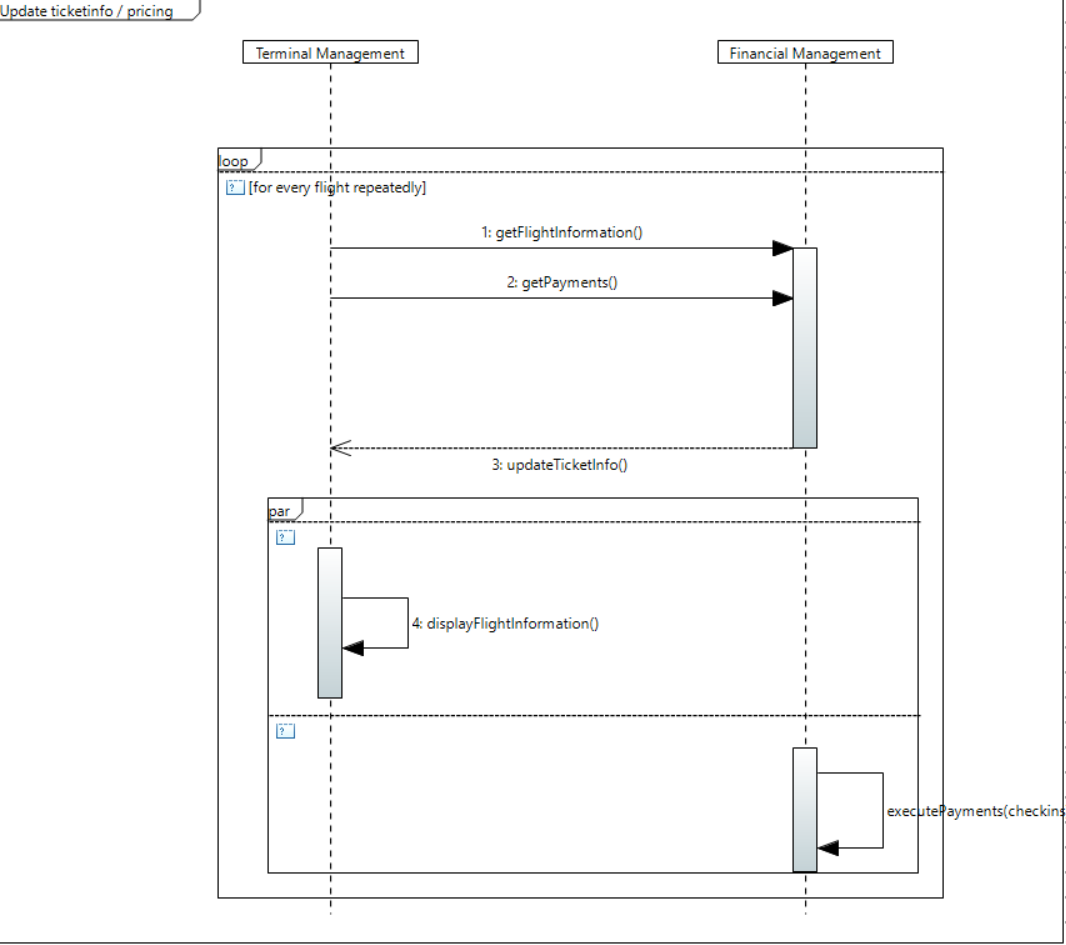 Update ticketinfo / pricing
Terminal Management
Financial Management
loop
[for every flight repeatedly]
1: getFlightInformation()
2: getPayments()
3: updateTicketInfo()
par
4: displayFlightInformation()
executePayments(checkins